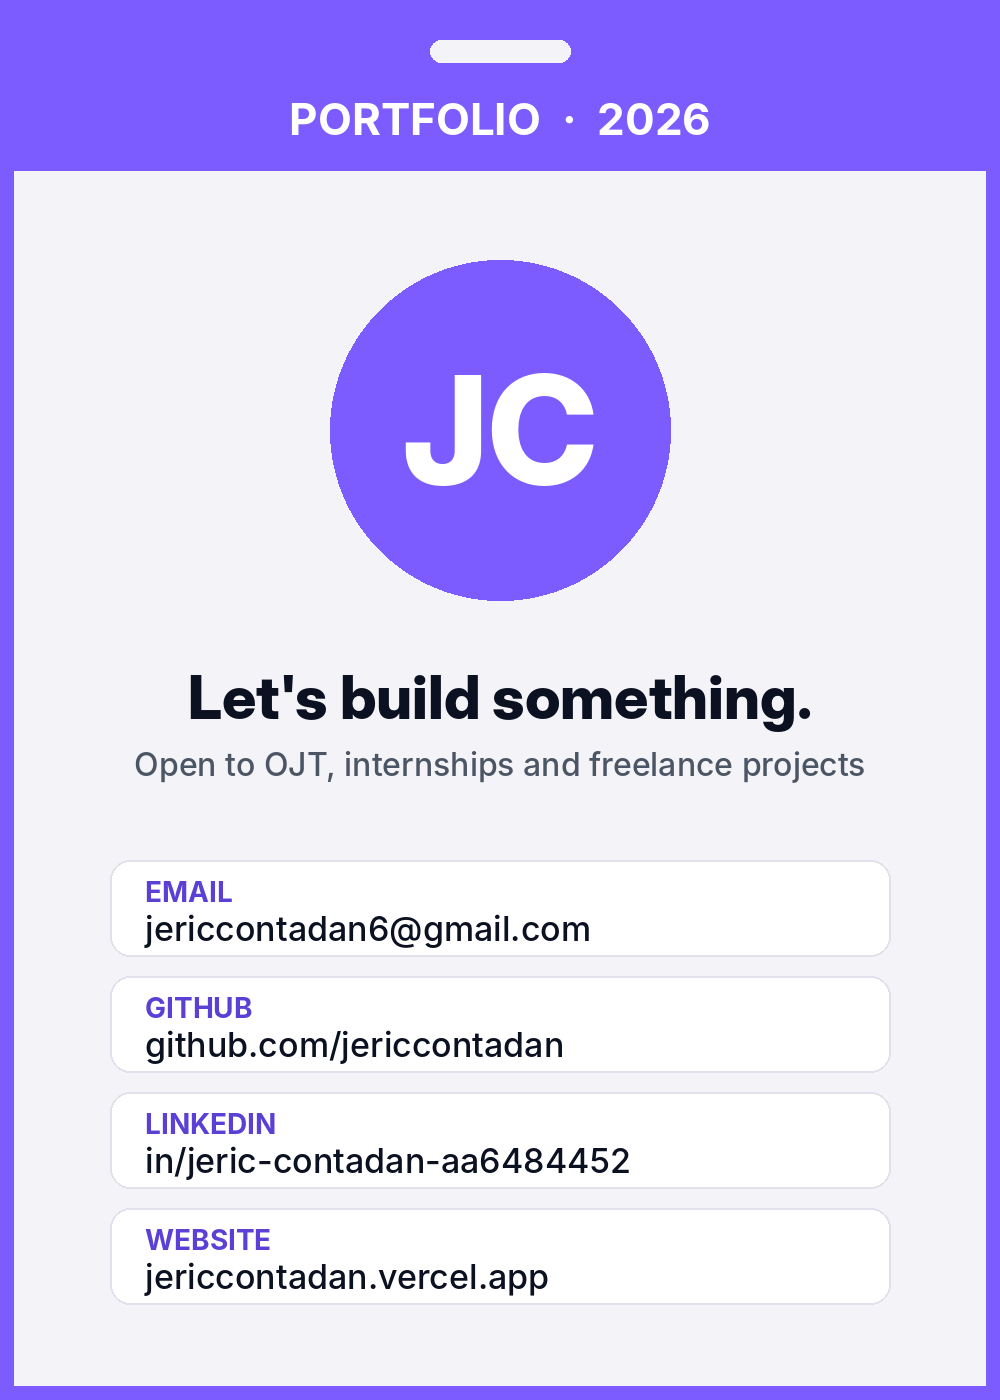 PORTFOLIO · 2026
JC
Let's build something.
Open to OJT, internships and freelance projects
EMAIL
jericcontadan6@gmail.com
GITHUB
github.com/jericcontadan
LINKEDIN
in/jeric-contadan-aa6484452
WEBSITE
jericcontadan.vercel.app